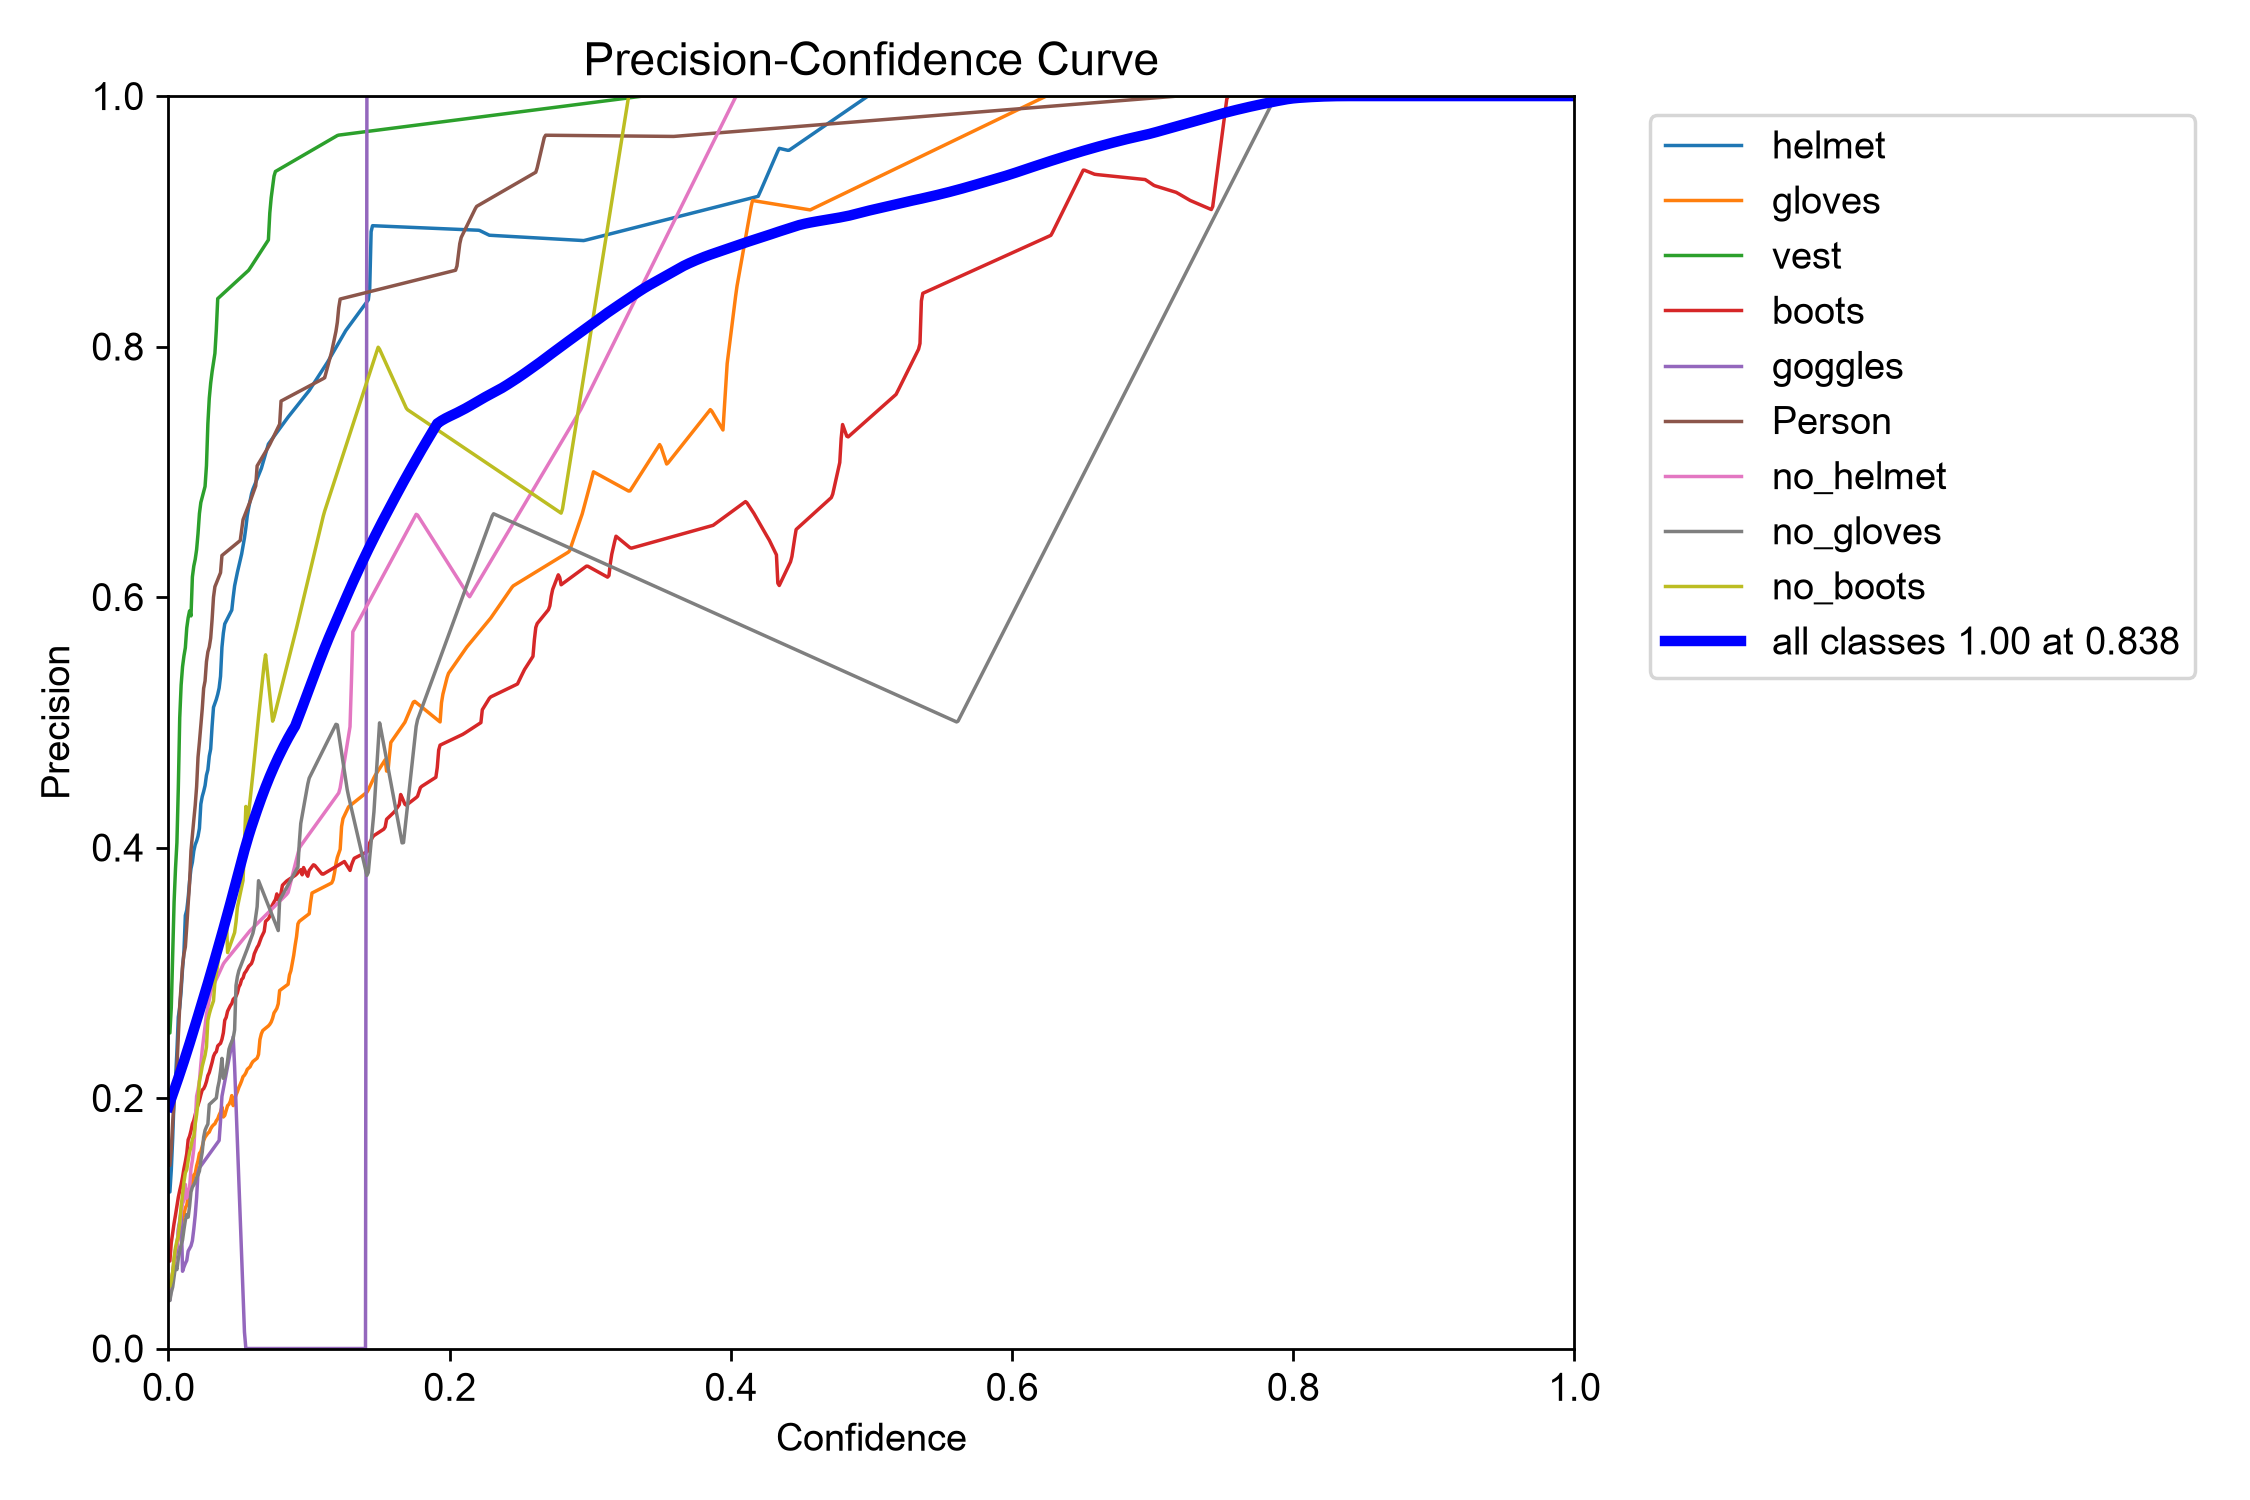 Precision-Confidence Curve
1.0
0.8
0.6
0.4
0.2
0.0
Precision
0.0 0.2 0.4 0.6 0.8 1.0
Confidence
helmet
gloves
vest
boots
goggles
Person
no_helmet
no_gloves
no_boots
all classes 1.00 at 0.838